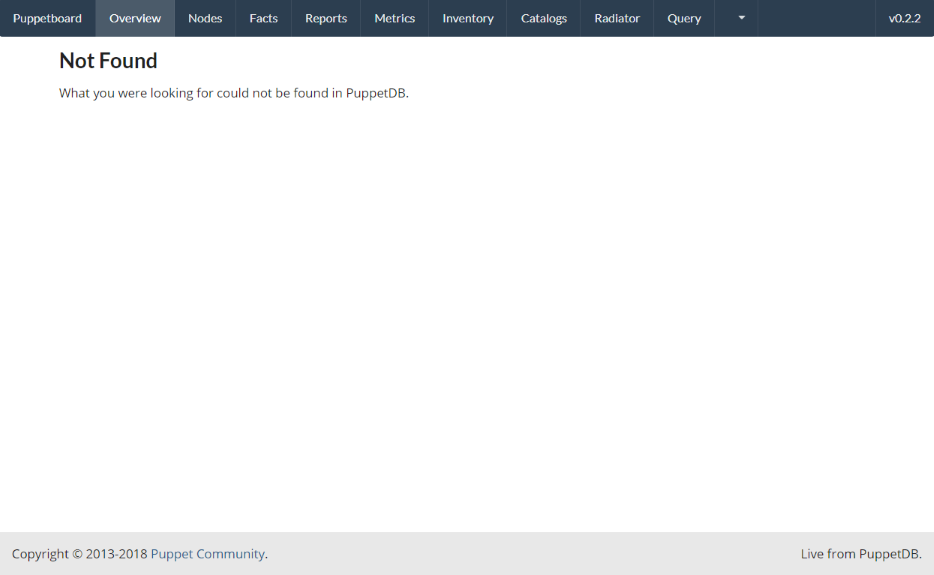 Puppetboard Overview Nodes Facts Reports Metrics Inventory Catalogs Radiator Query v0.2.2
Not Found
What you were looking for could not be found in PuppetDB.
Copyright © 2013-2018 Puppet Community. Live from PuppetDB.